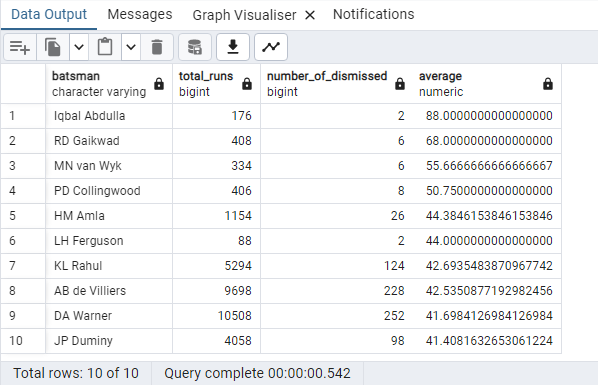 Data Output Messages Graph Visualiser Notifications
batsman total_runs number_of_dismissed average
character varying bigint bigint numeric
1 Iqbal Abdulla 176 2 88.0000000000000000
2 RD Gaikwad 408 6 68.0000000000000000
3 MN van Wyk 334 6 55.6666666666666667
4 PD Collingwood 406 8 50.7500000000000000
5 HM Amla 1154 26 44.3846153846153846
6 LH Ferguson 88 2 44.0000000000000000
7 KL Rahul 5294 124 42.6935483870967742
8 AB de Villiers 9698 228 42.5350877192982456
9 DA Warner 10508 252 41.6984126984126984
10 JP Duminy 4058 98 41.4081632653061224
Total rows: 10 of 10 Query complete 00:00:00.542